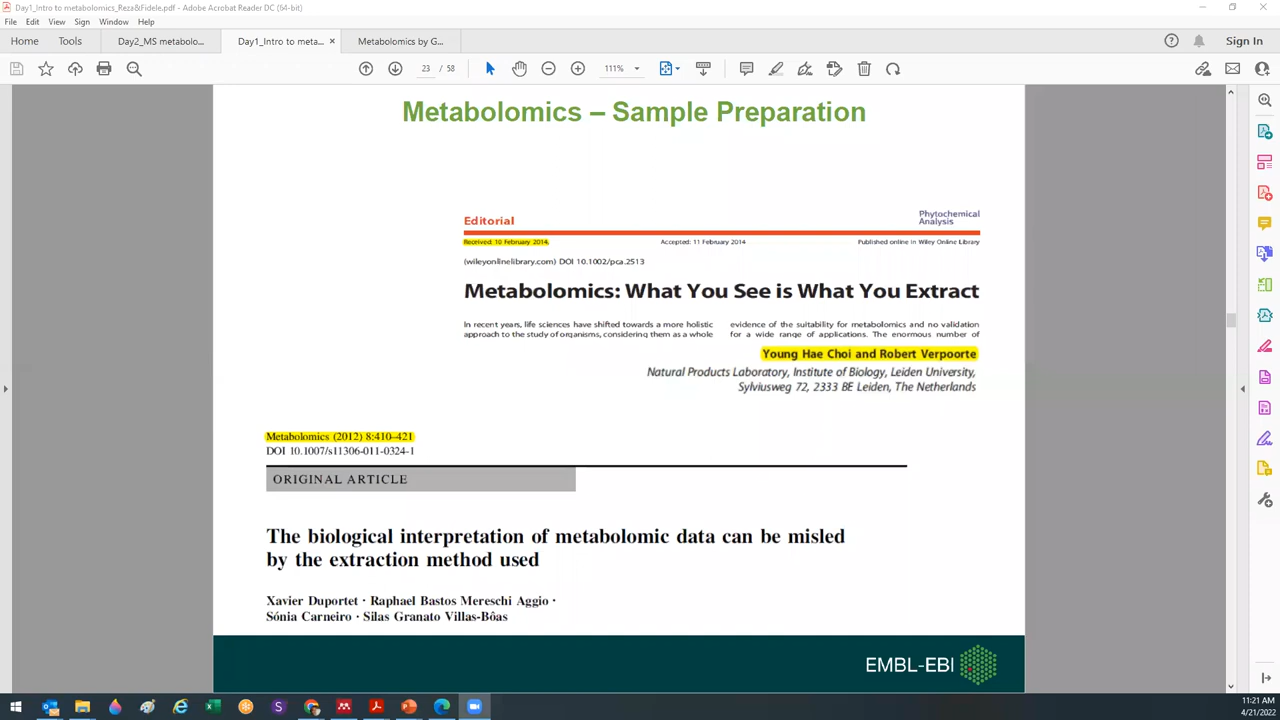 Day1_Intro to metabolomics_Reza&Fidele.pdf - Adobe Acrobat Reader DC (64-bit)
File Edit View Sign Window Help
Home Tools Day2_MS metabolo... Day1_Intro to meta... × Metabolomics by G... Sign In
23 / 58 111%
Metabolomics – Sample Preparation
Editorial
Phytochemical
Analysis
Received 10 February 2014, Accepted: 11 February 2014 Published online in Wiley Online Library
(wileyonlinelibrary.com) DOI 10.1002/pca.2513
Metabolomics: What You See is What You Extract
In recent years, life sciences have shifted towards a more holistic
approach to the study of organisms, considering them as a whole
evidence of the suitability for metabolomics and no validation
for a wide range of applications. The enormous number of
Young Hae Choi and Robert Verpoorte
Natural Products Laboratory, Institute of Biology, Leiden University,
Sylviusweg 72, 2333 BE Leiden, The Netherlands
Metabolomics (2012) 8:410–421
DOI 10.1007/s11306-011-0324-1
ORIGINAL ARTICLE
The biological interpretation of metabolomic data can be misled
by the extraction method used
Xavier Duportet · Raphael Bastos Mereschi Aggio ·
Sónia Carneiro · Silas Granato Villas-Bôas
EMBL-EBI
11:21 AM
4/21/2022